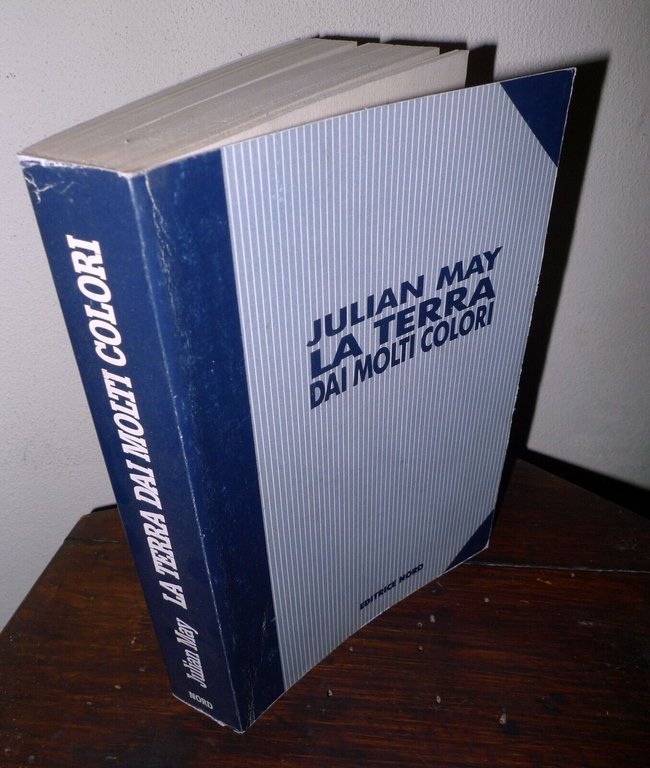 JULIAN MAY
LA TERRA
DAI MOLTI COLORI
EDITRICE NORD
Julian May LA TERRA DAI MOLTI COLORI
NORD